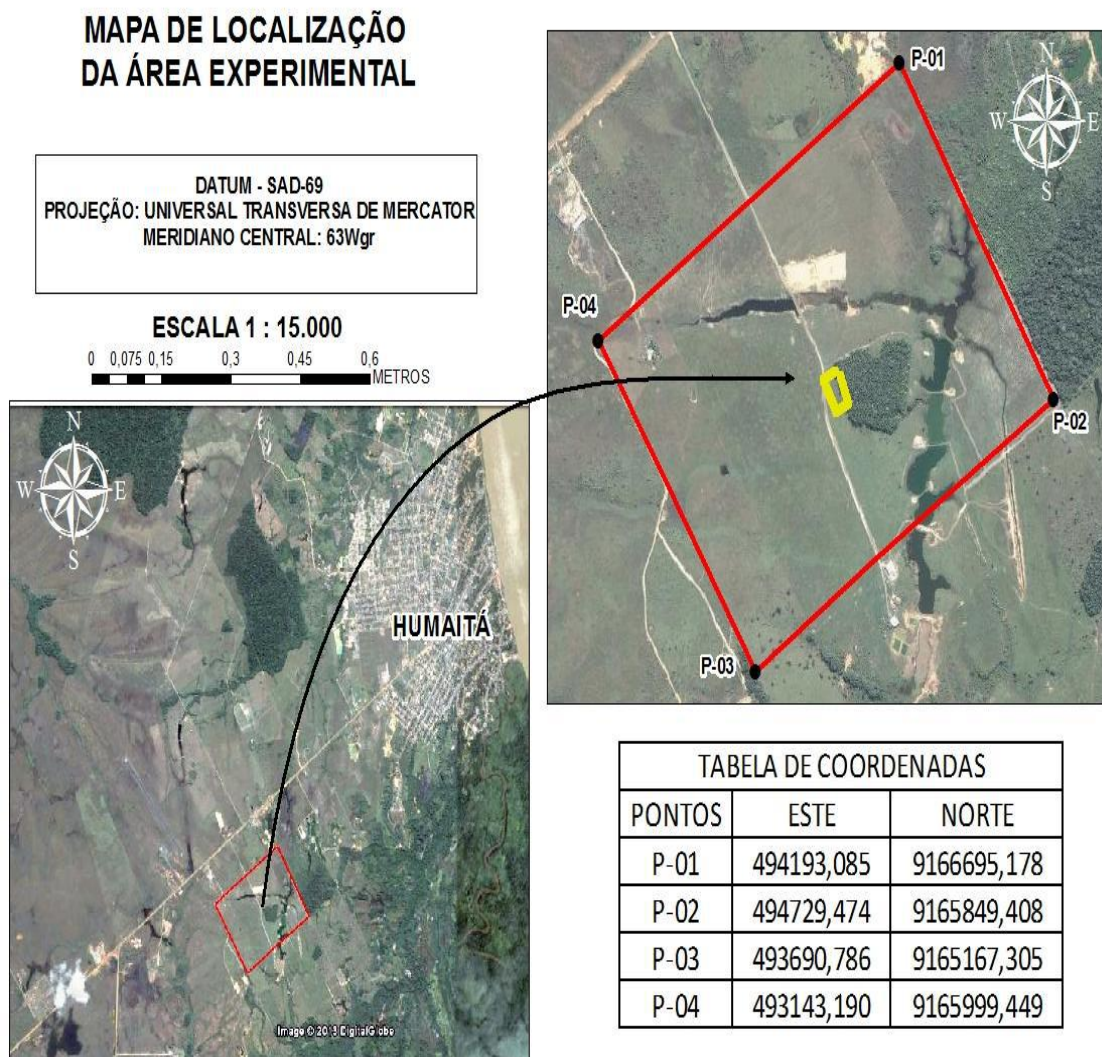 MAPA DE LOCALIZAÇÃO
DA ÁREA EXPERIMENTAL
DATUM - SAD-69
PROJEÇÃO: UNIVERSAL TRANSVERSA DE MERCATOR
MERIDIANO CENTRAL: 63Wgr
ESCALA 1 : 15.000
0 0,075 0,15 0,3 0,45 0,6
METROS
N
W E
S
HUMAITÁ
Image © 2013 DigitalGlobe
P-01
N
W E
S
P-04
P-02
P-03
TABELA DE COORDENADAS
PONTOS ESTE NORTE
P-01 494193,085 9166695,178
P-02 494729,474 9165849,408
P-03 493690,786 9165167,305
P-04 493143,190 9165999,449